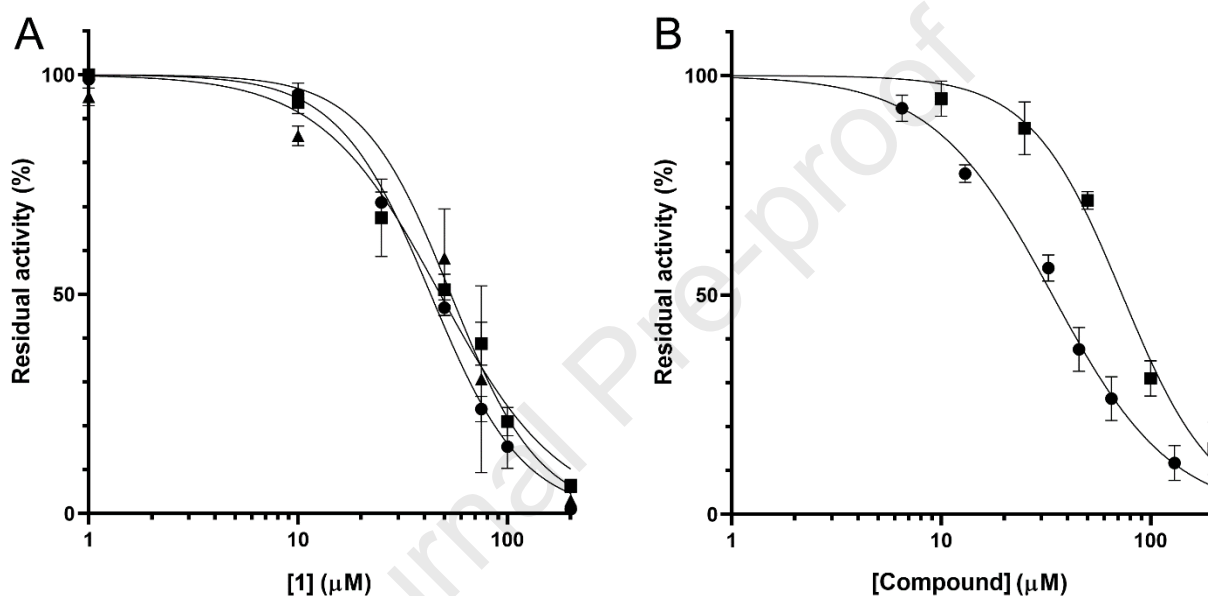 A
B
Residual activity (%)
100
50
0
1
10
100
[1] (μM)
Residual activity (%)
100
50
0
1
10
100
[Compound] (μM)
urnal Pre-proof